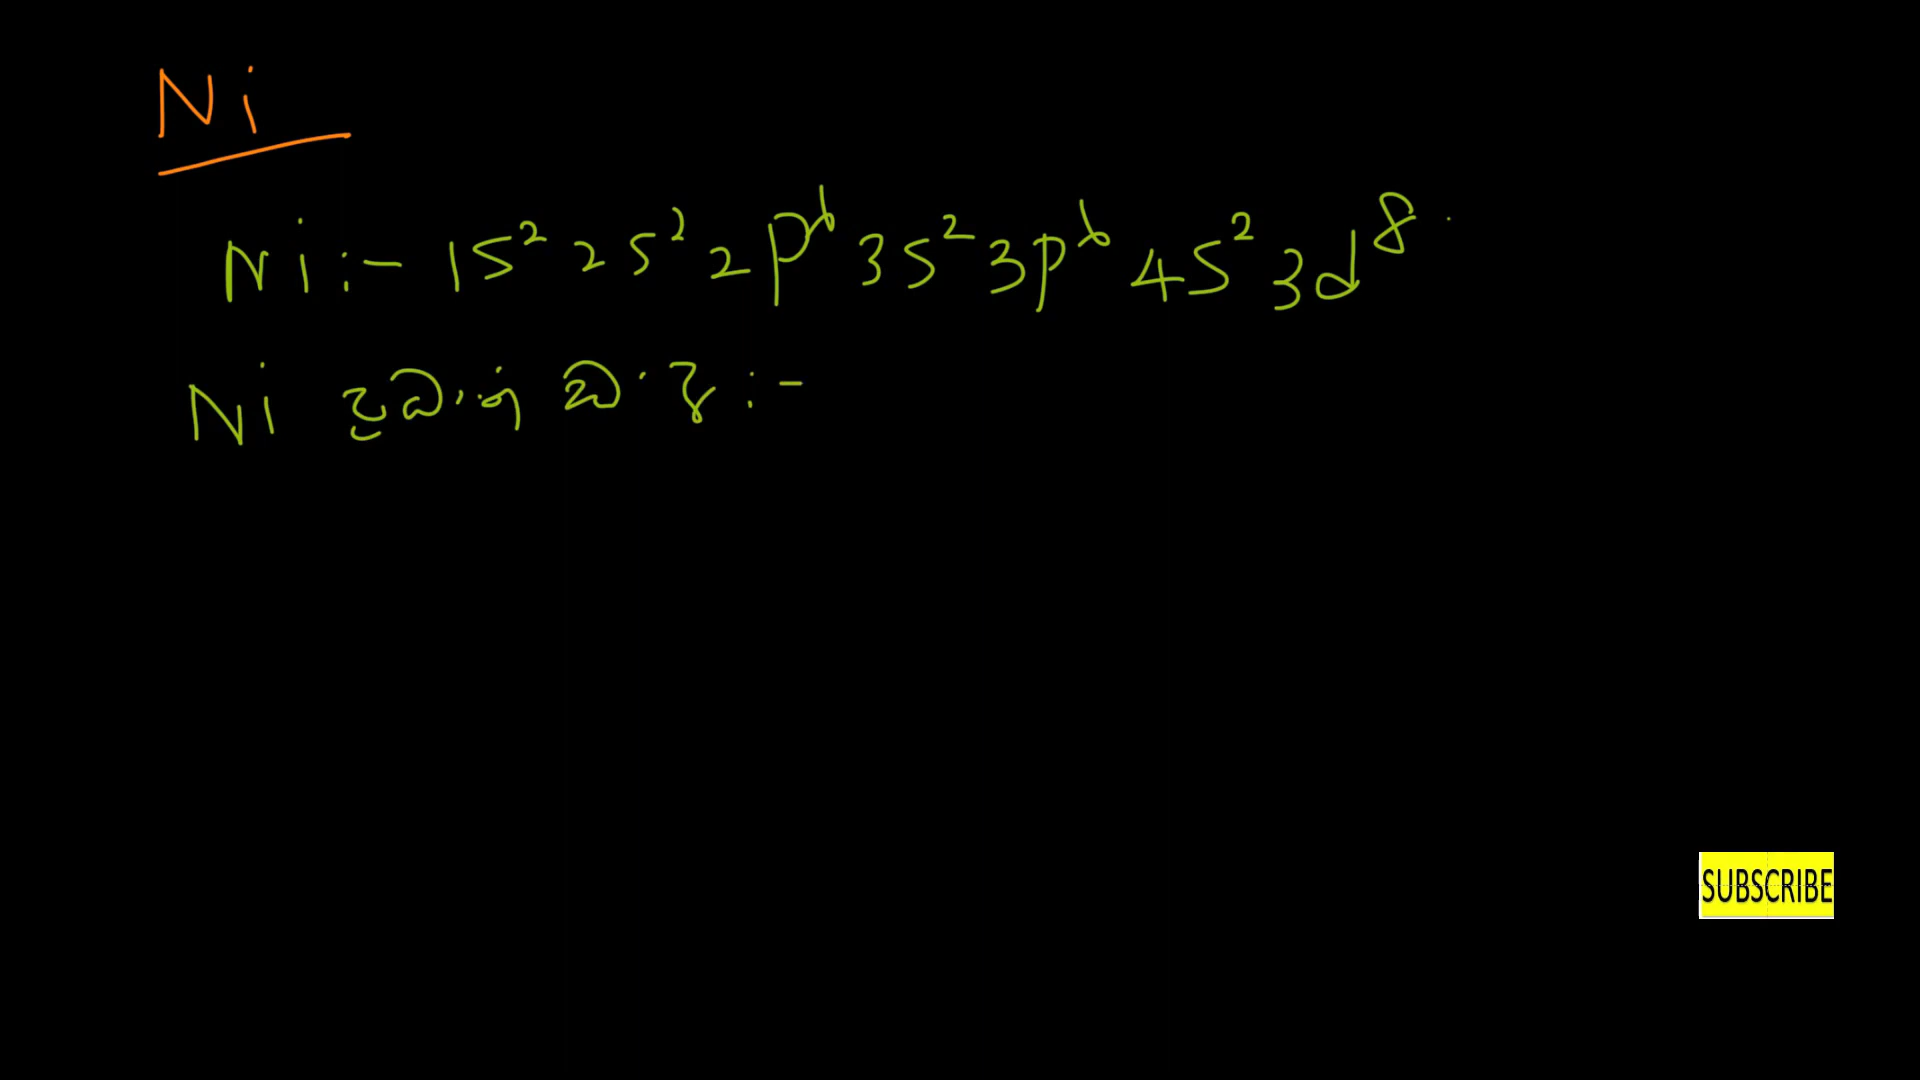 Ni
Ni :- 1S² 2S² 2P⁶ 3S² 3P⁶ 4S² 3d⁸.
Ni :-
SUBSCRIBE